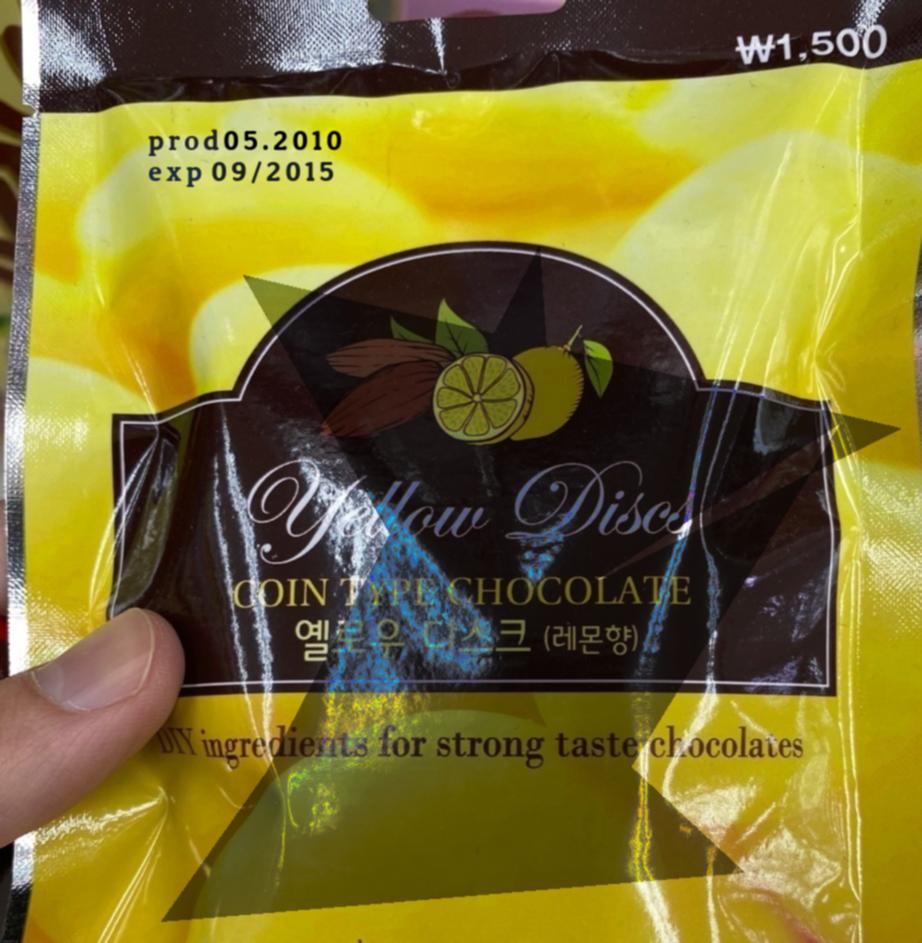 ₩1,500
prod05.2010
exp 09/2015
Yellow Discs
COIN TYPE CHOCOLATE
옐로우 디스크 (레몬향)
DIY ingredients for strong taste chocolates